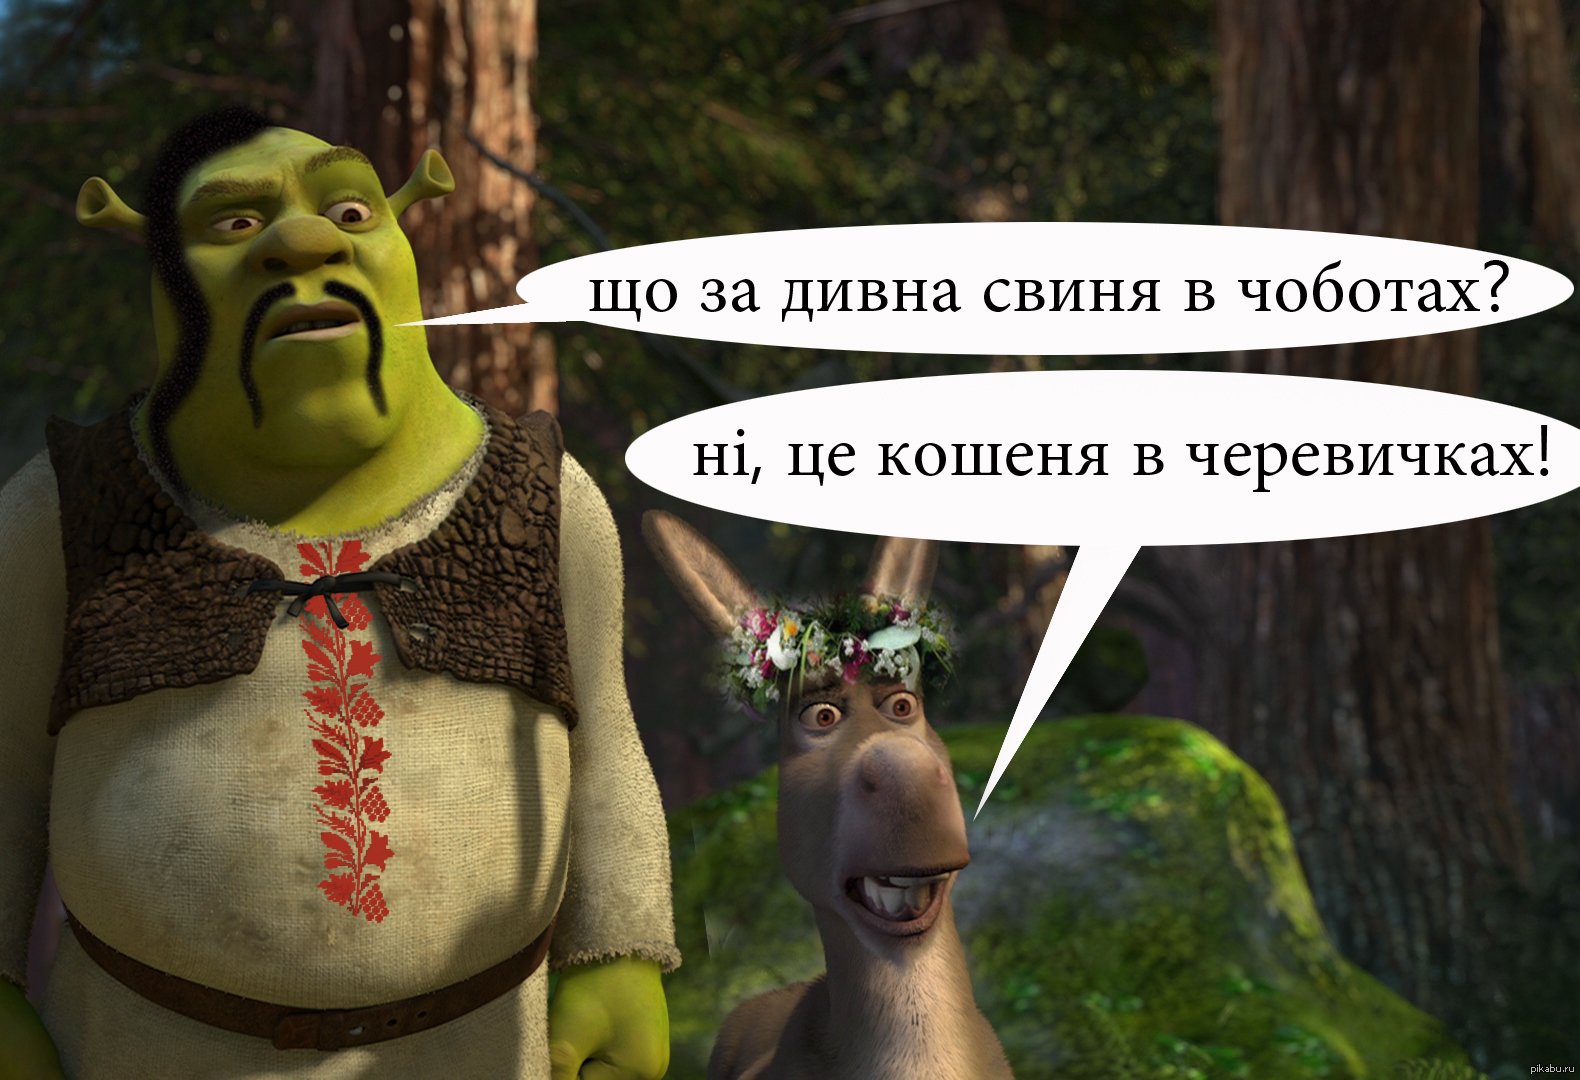 що за дивна свиня в чоботах?
ні, це кошеня в черевичках!
pikabu.ru